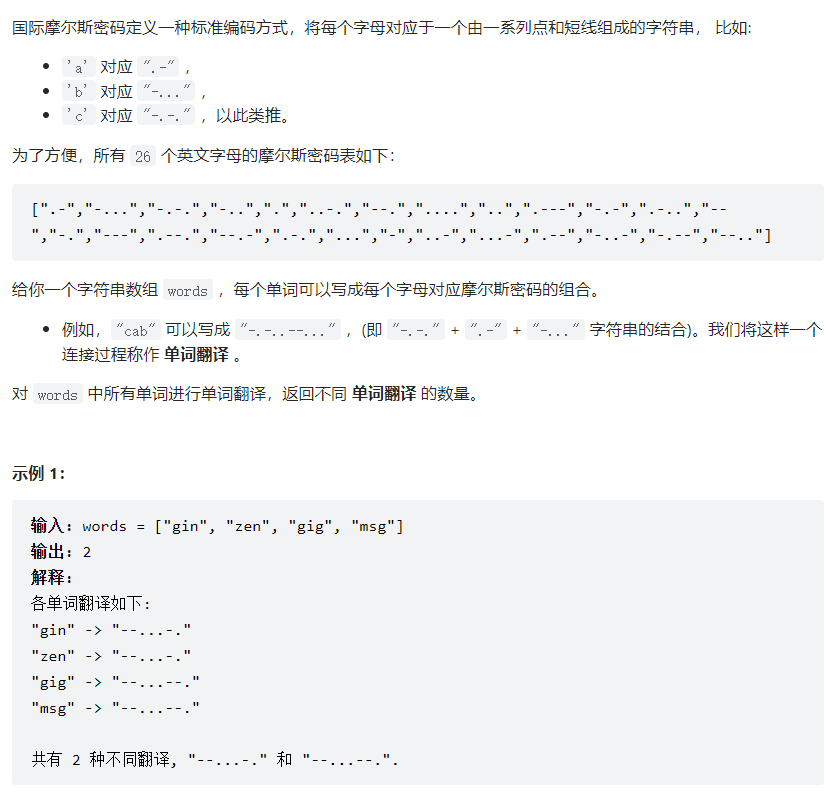 国际摩尔斯密码定义一种标准编码方式，将每个字母对应于一个由一系列点和短线组成的字符串， 比如:
• 'a' 对应 ".-" ，
• 'b' 对应 "-..." ，
• 'c' 对应 "-.-." ，以此类推。
为了方便，所有 26 个英文字母的摩尔斯密码表如下：
[".-","-...","-.-.","-..",".","..-.","--.","....","..",".---","-.-",".-..","--
","-.","---",".--.","--.-",".-.","...","-","..-","...-",".--","-..-","-.--","--.."]
给你一个字符串数组 words ，每个单词可以写成每个字母对应摩尔斯密码的组合。
• 例如，"cab" 可以写成 "-.-..--..." ，(即 "-.-." + ".-" + "-..." 字符串的结合)。我们将这样一个
连接过程称作 单词翻译 。
对 words 中所有单词进行单词翻译，返回不同 单词翻译 的数量。
示例 1：
输入: words = ["gin", "zen", "gig", "msg"]
输出: 2
解释:
各单词翻译如下:
"gin" -> "--...-."
"zen" -> "--...-."
"gig" -> "--...--."
"msg" -> "--...--."
共有 2 种不同翻译, "--...-." 和 "--...--.".